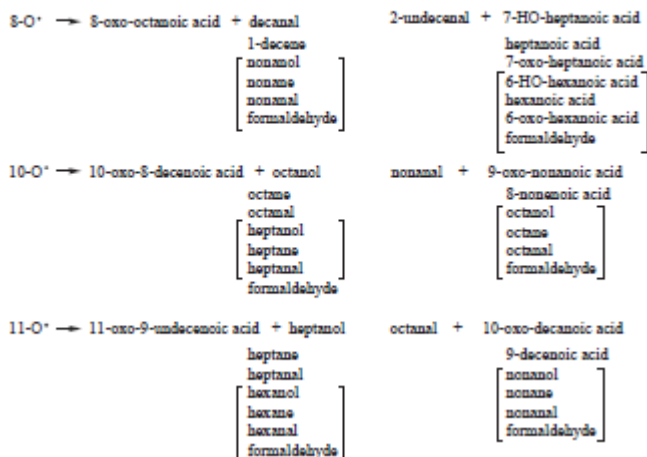 8-O• → 8-oxo-octanoic acid + decanal 2-undecenal + 7-HO-heptanoic acid
1-decene heptanoic acid
nonanol 7-oxo-heptanoic acid
nonane 6-HO-hexanoic acid
nonanal hexanoic acid
formaldehyde 6-oxo-hexanoic acid
formaldehyde
10-O• → 10-oxo-8-decenoic acid + octanol nonanal + 9-oxo-nonanoic acid
octane 8-nonenoic acid
octanal octanol
heptanol octane
heptane octanal
heptanal formaldehyde
formaldehyde
11-O• → 11-oxo-9-undecenoic acid + heptanol octanal + 10-oxo-decanoic acid
heptane 9-decenoic acid
heptanal nonanol
hexanol nonane
hexane nonanal
hexanal formaldehyde
formaldehyde